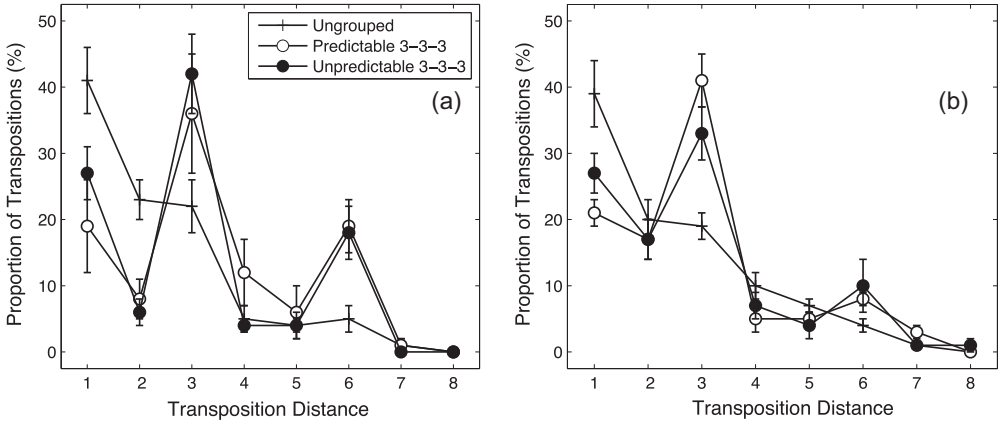 50
40
30
20
10
0
Proportion of Transpositions (%)
Ungrouped
Predictable 3–3–3
Unpredictable 3–3–3
(a)
1 2 3 4 5 6 7 8
Transposition Distance
50
40
30
20
10
0
Proportion of Transpositions (%)
(b)
1 2 3 4 5 6 7 8
Transposition Distance